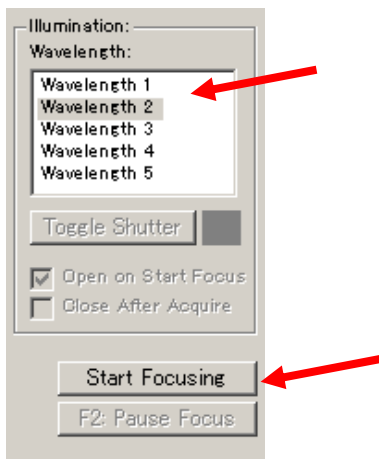 Illumination:
Wavelength:
Wavelength 1
Wavelength 2
Wavelength 3
Wavelength 4
Wavelength 5
Toggle Shutter
Open on Start Focus
Close After Acquire
Start Focusing
F2: Pause Focus